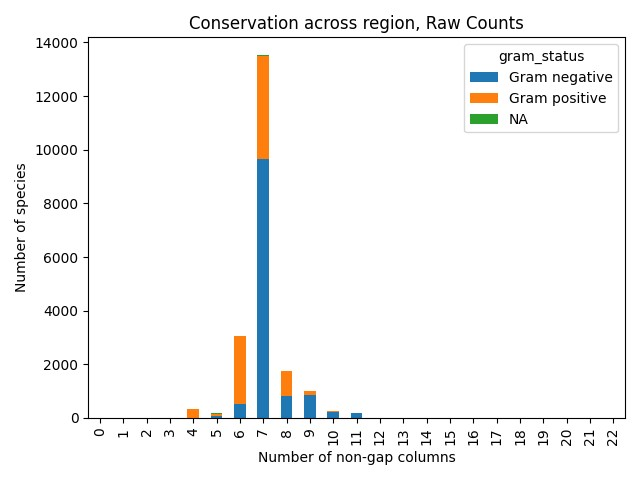 Conservation across region, Raw Counts
gram_status
Gram negative
Gram positive
NA
Number of species
14000
12000
10000
8000
6000
4000
2000
0
0 1 2 3 4 5 6 7 8 9 10 11 12 13 14 15 16 17 18 19 20 21 22
Number of non-gap columns